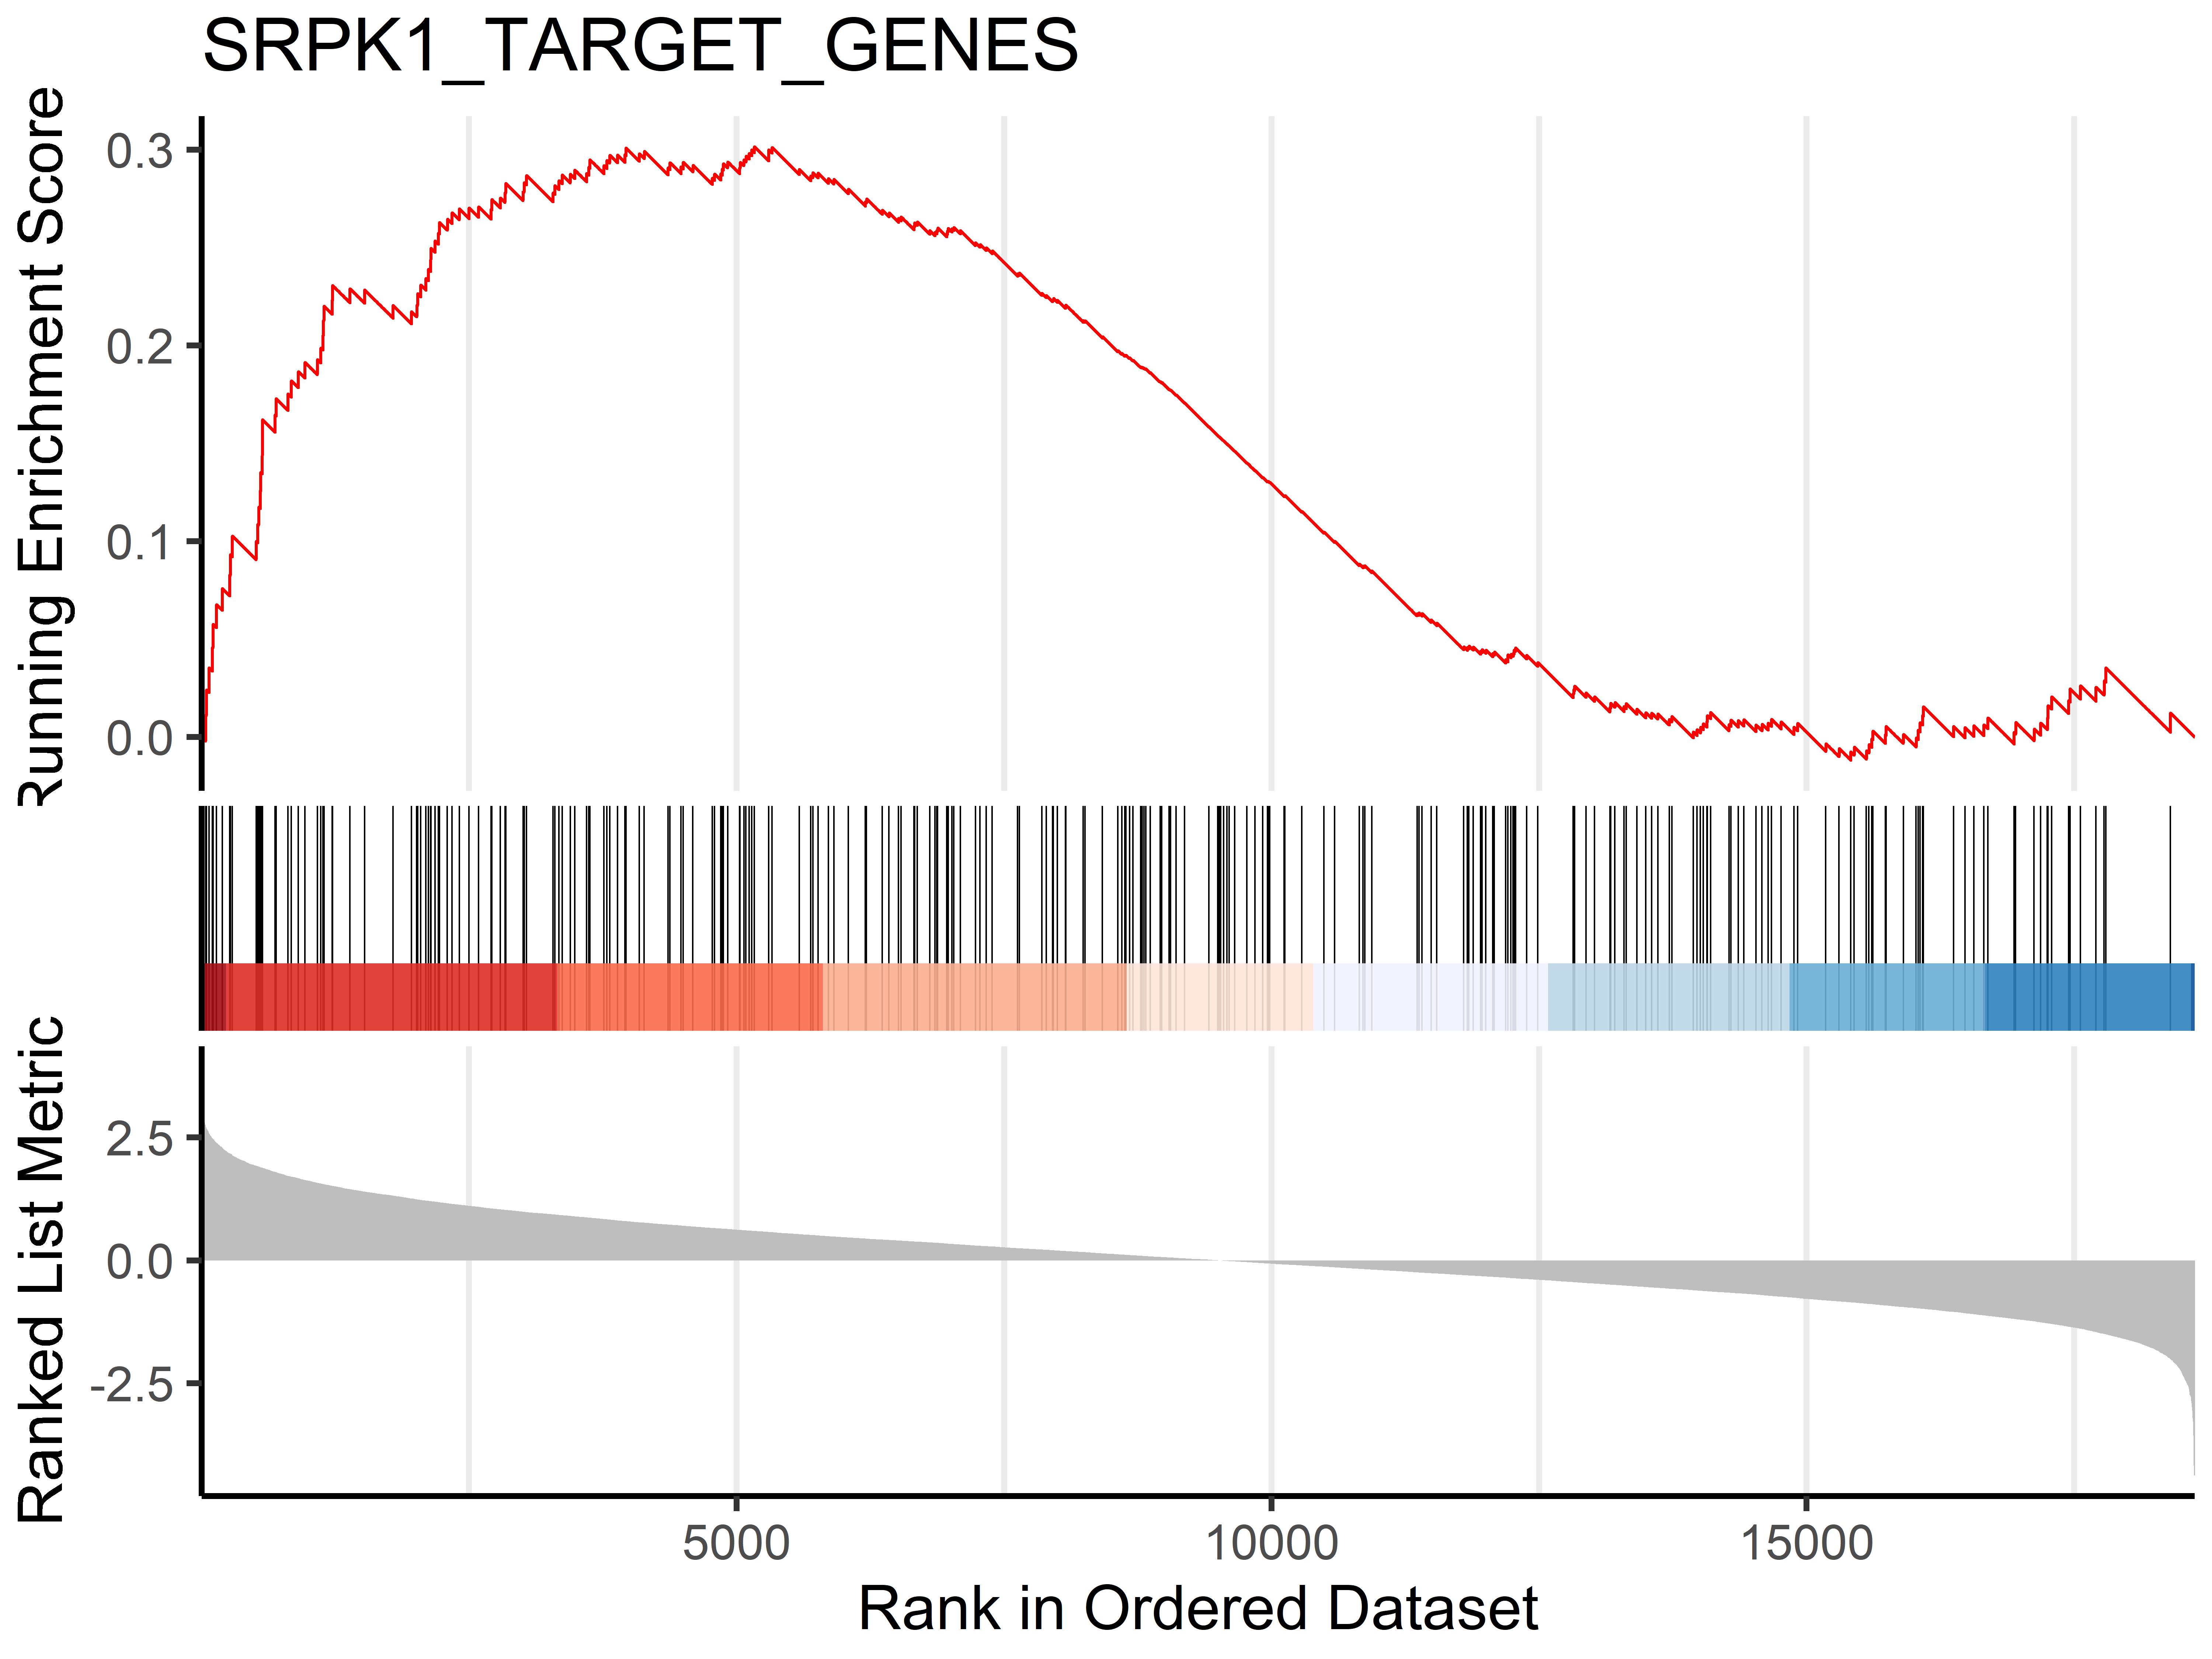 SRPK1_TARGET_GENES
Running Enrichment Score
0.3
0.2
0.1
0.0
Ranked List Metric
2.5
0.0
-2.5
5000
10000
15000
Rank in Ordered Dataset